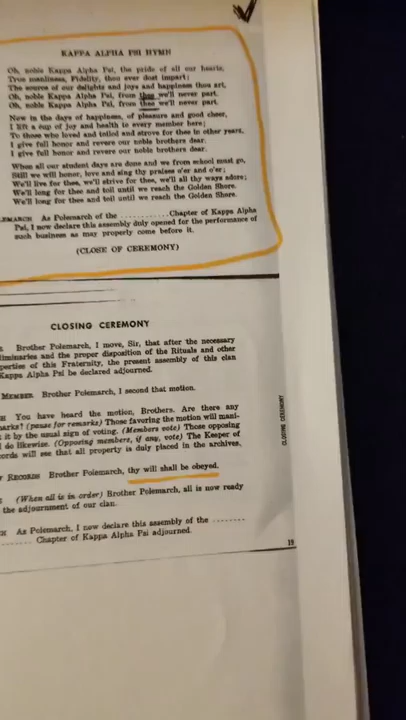 KAPPA ALPHA PSI HYMN
Oh, noble Kappa Alpha Psi, the pride of all our hearts,
True manliness, Fidelity, thou ever dost impart;
The source of our delights and joys and happiness thou art,
Oh, noble Kappa Alpha Psi, from thee we'll never part.
Oh, noble Kappa Alpha Psi, from thee we'll never part.
Now in the days of happiness, of pleasure and good cheer,
I lift a cup of joy and health to every member here;
To those who loved and toiled and strove for thee in other years,
I give full honor and revere our noble brothers dear.
I give full honor and revere our noble brothers dear.
When all our student days are done and we from school must go,
Still we will honor, love and sing thy praises o'er and o'er;
We'll live for thee, we'll strive for thee, we'll all thy ways adore;
We'll long for thee and toil until we reach the Golden Shore.
We'll long for thee and toil until we reach the Golden Shore.
LEMARCH As Polemarch of the ............ Chapter of Kappa Alpha
Psi, I now declare this assembly duly opened for the performance of
such business as may properly come before it.
(CLOSE OF CEREMONY)
CLOSING CEREMONY
Brother Polemarch, I move, Sir, that after the necessary
liminaries and the proper disposition of the Rituals and other
perties of this Fraternity, the present assembly of this clan
Kappa Alpha Psi be declared adjourned.
MEMBER Brother Polemarch, I second that motion.
You have heard the motion, Brothers. Are there any
arks? (pause for remarks) Those favoring the motion will mani-
it by the usual sign of voting. (Members vote) Those opposing
do likewise. (Opposing members, if any, vote) The Keeper of
cords will see that all property is duly placed in the archives.
RECORDS Brother Polemarch, thy will shall be obeyed.
(When all is in order) Brother Polemarch, all is now ready
the adjournment of our clan.
As Polemarch, I now declare this assembly of the ........
........ Chapter of Kappa Alpha Psi adjourned.
CLOSING CEREMONY
19